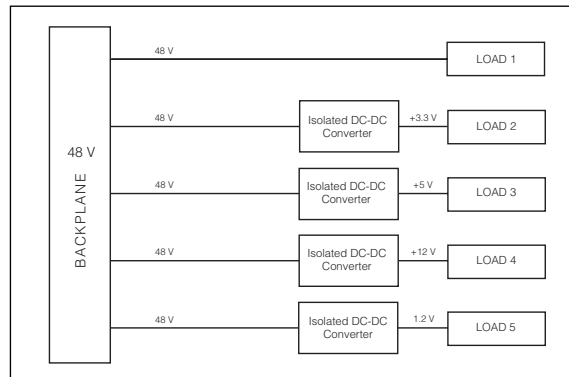 48 V
BACKPLANE
48 V
LOAD 1
48 V
Isolated DC-DC
Converter
+3.3 V
LOAD 2
48 V
Isolated DC-DC
Converter
+5 V
LOAD 3
48 V
Isolated DC-DC
Converter
+12 V
LOAD 4
48 V
Isolated DC-DC
Converter
1.2 V
LOAD 5